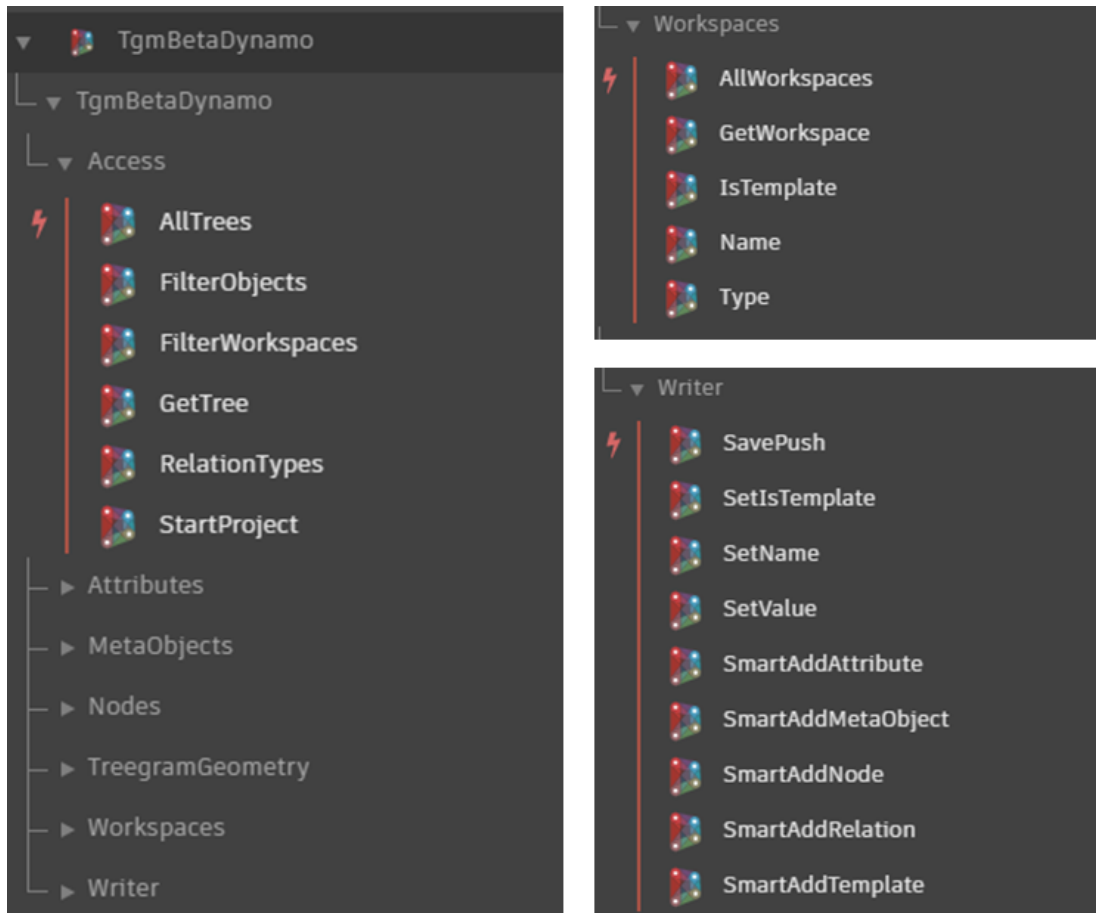 TgmBetaDynamo
TgmBetaDynamo
Access
AllTrees
FilterObjects
FilterWorkspaces
GetTree
RelationTypes
StartProject
Attributes
MetaObjects
Nodes
TreegramGeometry
Workspaces
Writer
Workspaces
AllWorkspaces
GetWorkspace
IsTemplate
Name
Type
Writer
SavePush
SetIsTemplate
SetName
SetValue
SmartAddAttribute
SmartAddMetaObject
SmartAddNode
SmartAddRelation
SmartAddTemplate